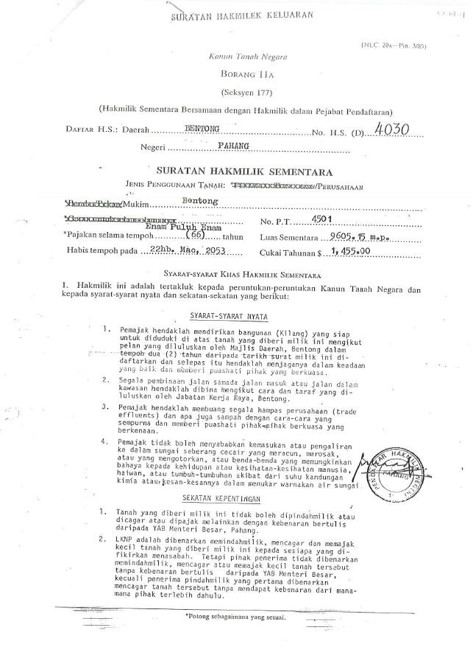 SURATAN HAKMILEK KELUARAN
(NLC. 20A—Pin. 3/85)
Kanun Tanah Negara
BORANG IIA
(Seksyen 177)
(Hakmilik Sementara Bersamaan dengan Hakmilik dalam Pejabat Pendaftaran)
DAFTAR H.S.: Daerah BENTONG No. H.S. (D) 4030
Negeri PAHANG
SURATAN HAKMILIK SEMENTARA
JENIS PENGGUNAAN TANAH: /PERUSAHAAN
Mukim Bentong
No. P.T. 4501
Enam Puluh Enam
*Pajakan selama tempoh (66) tahun Luas Sementara 9605.15 m.p.
Habis tempoh pada 22hb. Mac, 2053 Cukai Tahunan $ 1,455.00
SYARAT-SYARAT KHAS HAKMILIK SEMENTARA
1. Hakmilik ini adalah tertakluk kepada peruntukan-peruntukan Kanun Tanah Negara dan
kepada syarat-syarat nyata dan sekatan-sekatan yang berikut:
SYARAT-SYARAT NYATA
1. Pemajak hendaklah mendirikan bangunan (Kilang) yang siap
untuk diduduki di atas tanah yang diberi milik ini mengikut
pelan yang diluluskan oleh Majlis Daerah, Bentong dalam
tempoh dua (2) tahun daripada tarikh surat milik ini di-
daftarkan dan selepas itu hendaklah menjaganya dalam keadaan
yang baik dan memberi puashati pihak yang berkuasa.
2. Segala pembinaan jalan samada jalan masuk atau jalan dalam
kawasan hendaklah dibina mengikut cara dan taraf yang di-
luluskan oleh Jabatan Kerja Raya, Bentong.
3. Pemajak hendaklah membuang segala hampas perusahaan (trade
effluents) dan apa juga sampah dengan cara-cara yang
sempurna dan memberi puashati pihak-pihak berkuasa yang
berkenaan.
4. Pemajak tidak boleh menyababkan kemasukan atau pengaliran
ke dalam sungai seberang cecair yang meracun, merosak,
atau yang mengotorkan, atau benda-benda yang memungkinkan
bahaya kepada kehidupan atau kesihatan-kesihatan manusia,
haiwan, atau tumbuh-tumbuhan akibat dari suhu kandungan
kimia atau kesan-kesannya dalam menukar warnakan air sungai.
SEKATAN KEPENTINGAN
1. Tanah yang diberi milik ini tidak boleh dipindahmilik atau
dicagar atau dipajak melainkan dengan kebenaran bertulis
daripada YAB Menteri Besar, Pahang.
2. LKNP adalah dibenarkan memindahmilik, mencagar dan memajak
kecil tanah yang diberi milik ini kepada sesiapa yang di-
fikirkan menasabah. Tetapi pihak penerima tidak dibenarkan
memindahmilik, mencagar atau memajak kecil tanah tersebut
tanpa kebenaran bertulis daripada YAB Menteri Besar,
kecuali penerima pindahmilik yang pertama dibenarkan
mencagar tanah tersebut tanpa mendapat kebenaran dari mana-
mana pihak terlebih dahulu.
*Potong sebagaimana yang sesuai.